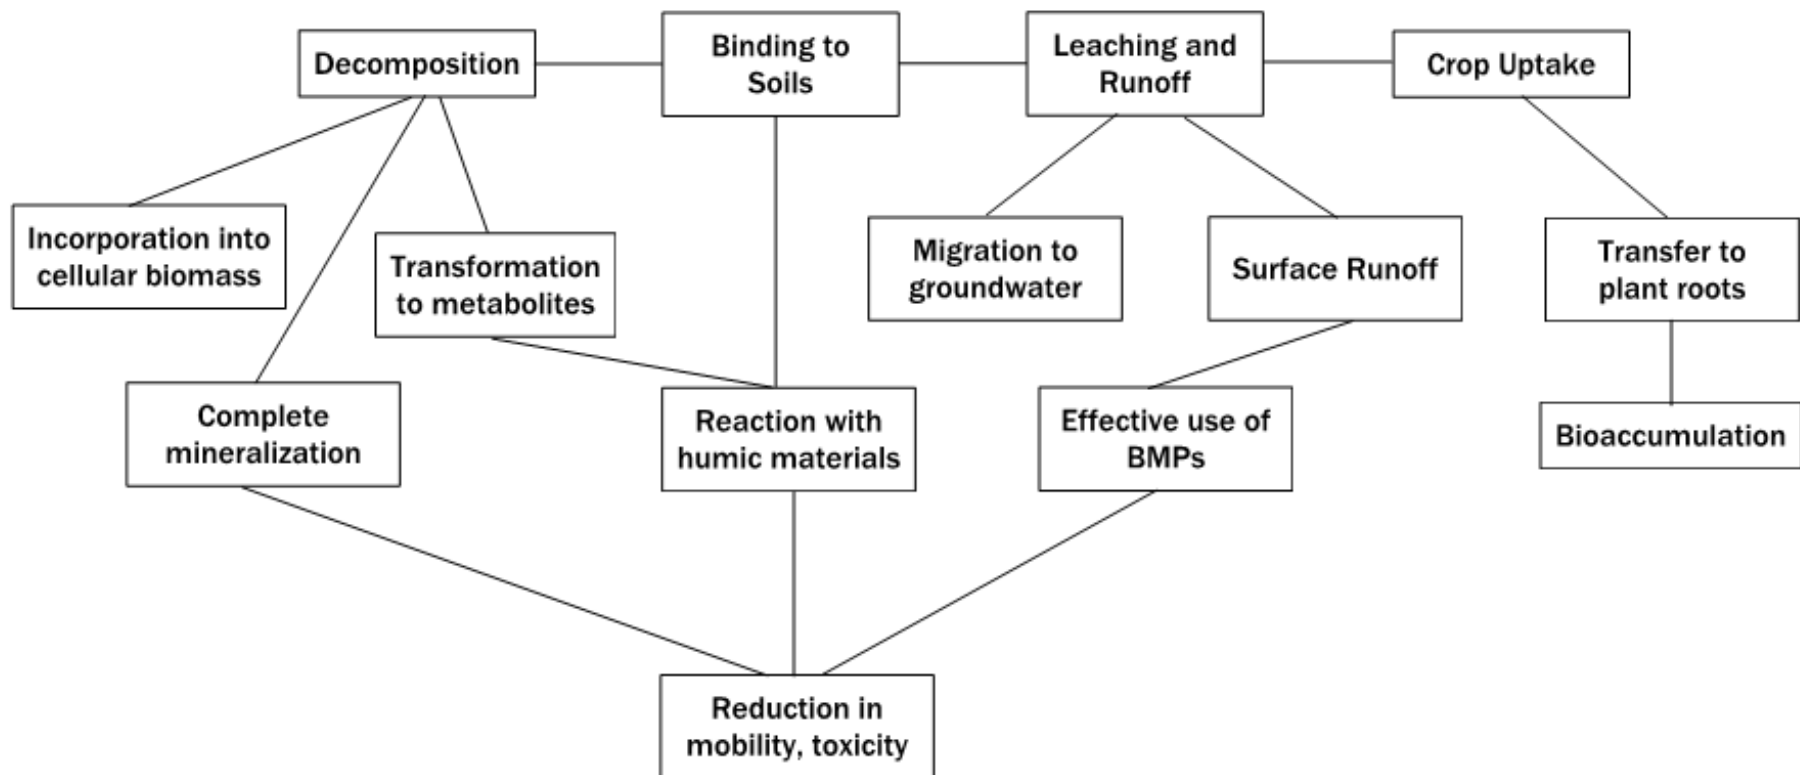 Decomposition
Binding to
Soils
Leaching and
Runoff
Crop Uptake
Incorporation into
cellular biomass
Transformation
to metabolites
Migration to
groundwater
Surface Runoff
Transfer to
plant roots
Complete
mineralization
Reaction with
humic materials
Effective use of
BMPs
Bioaccumulation
Reduction in
mobility, toxicity